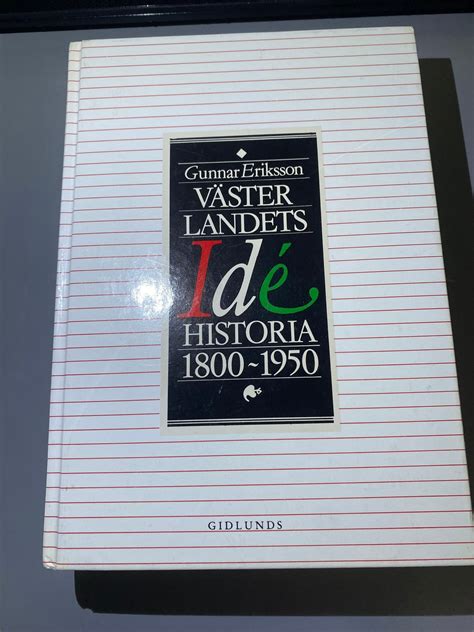 Gunnar Eriksson
VÄSTER
LANDETS
Idé
HISTORIA
1800~1950
GIDLUNDS